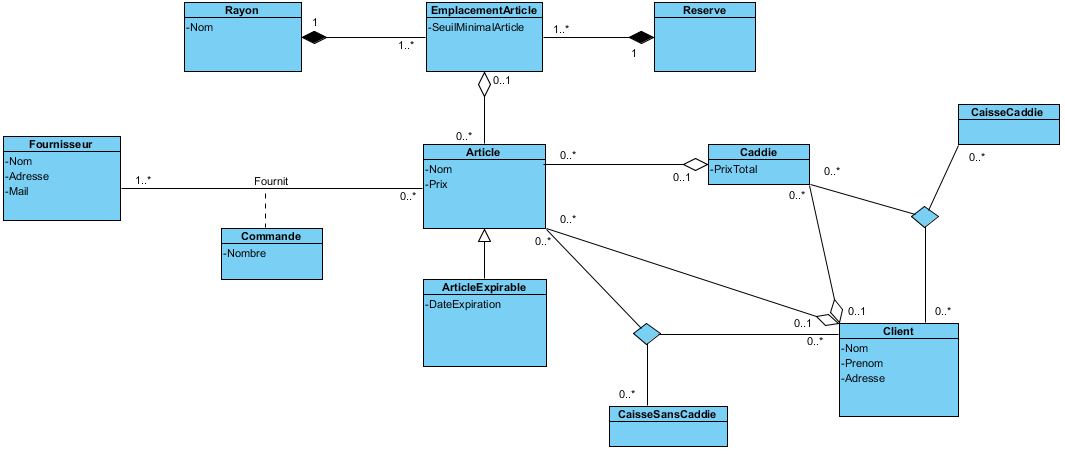 Rayon
-Nom
1
1..*
EmplacementArticle
-SeuilMinimalArticle
1..*
1
Reserve
0..1
0..*
CaisseCaddie
0..*
Fournisseur
-Nom
-Adresse
-Mail
1..*
Fournit
0..*
Commande
-Nombre
Article
-Nom
-Prix
0..*
0..1
Caddie
-PrixTotal
0..*
0..*
0..*
0..*
ArticleExpirable
-DateExpiration
0..1
0..1
0..*
0..*
Client
-Nom
-Prenom
-Adresse
0..*
CaisseSansCaddie